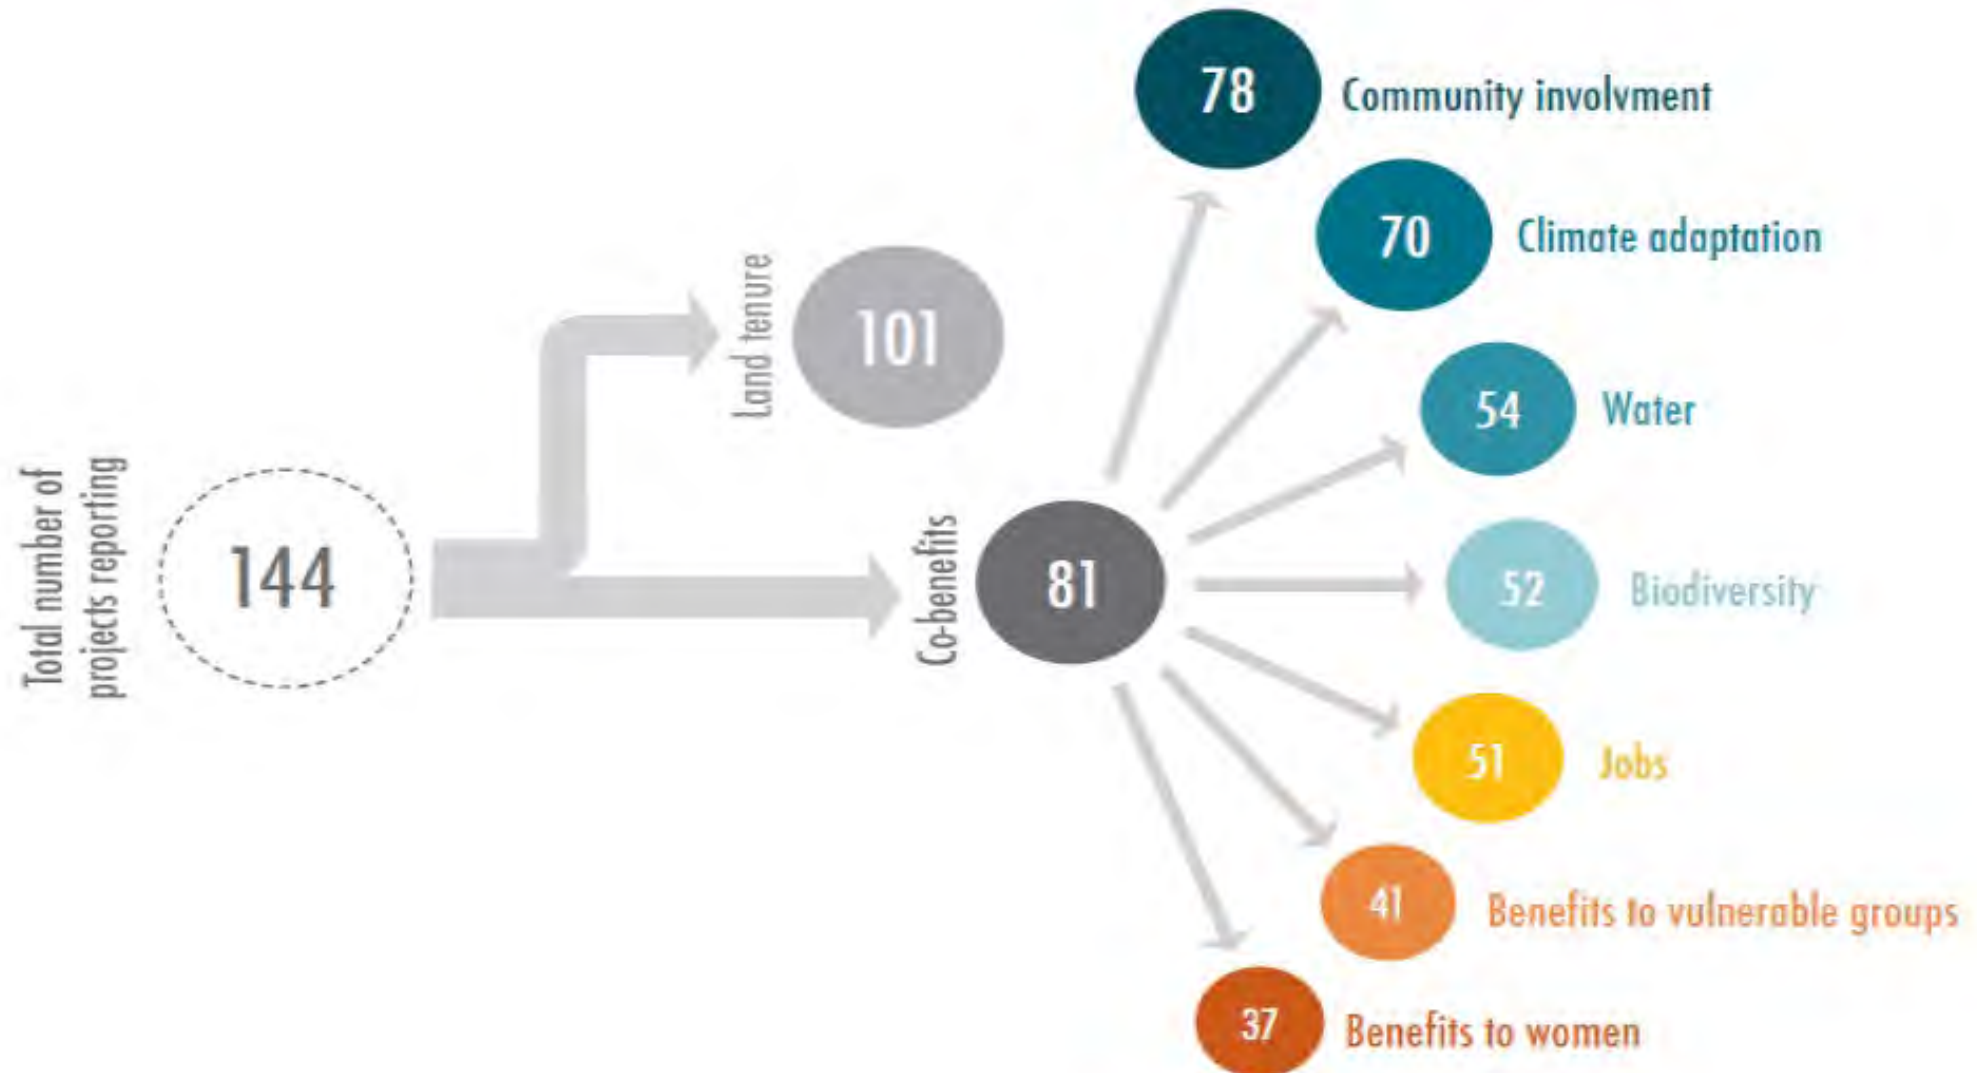 Total number of
projects reporting
144
Land tenure
101
Co-benefits
81
78
Community involvment
70
Climate adaptation
54
Water
52
Biodiversity
51
Jobs
41
Benefits to vulnerable groups
37
Benefits to women